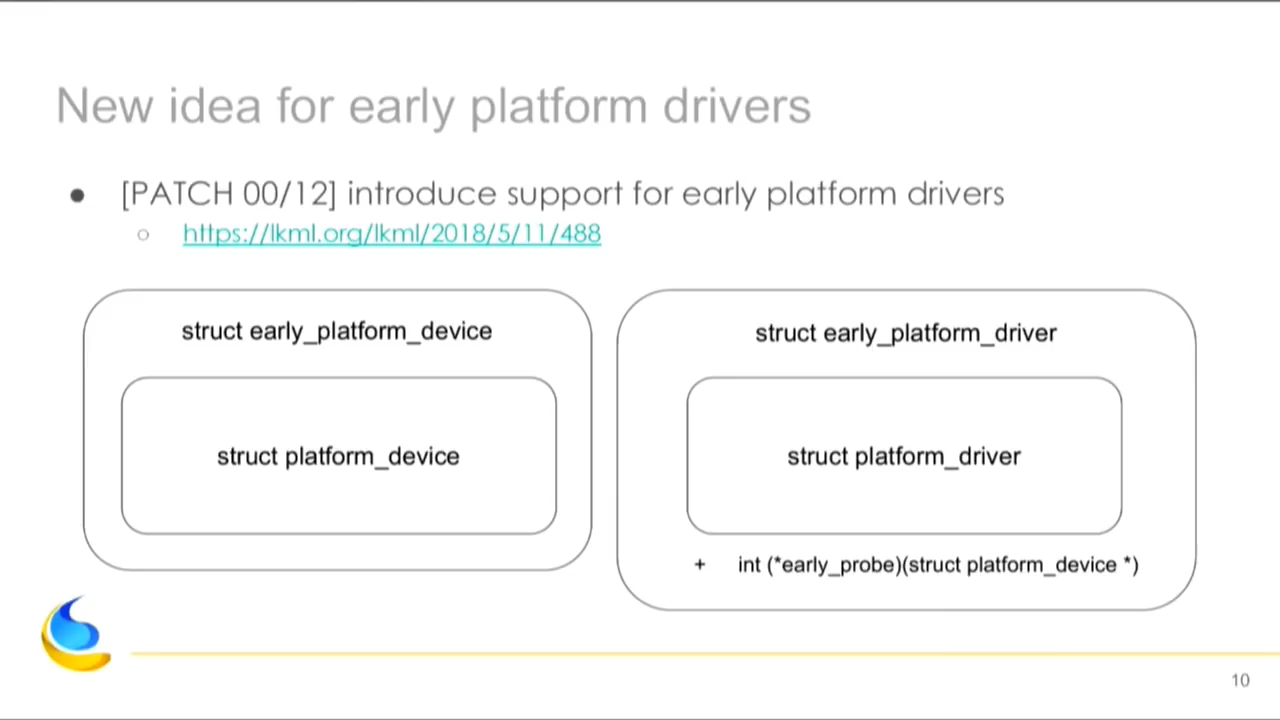 New idea for early platform drivers
● [PATCH 00/12] introduce support for early platform drivers
○ https://lkml.org/lkml/2018/5/11/488
struct early_platform_device
struct platform_device
struct early_platform_driver
struct platform_driver
+ int (*early_probe)(struct platform_device *)
10